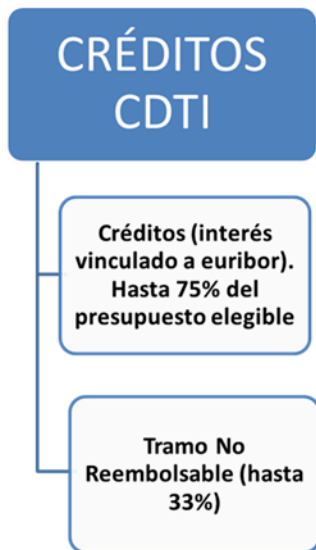 CRÉDITOS
CDTI
Créditos (interés
vinculado a euribor).
Hasta 75% del
presupuesto elegible
Tramo No
Reembolsable (hasta
33%)